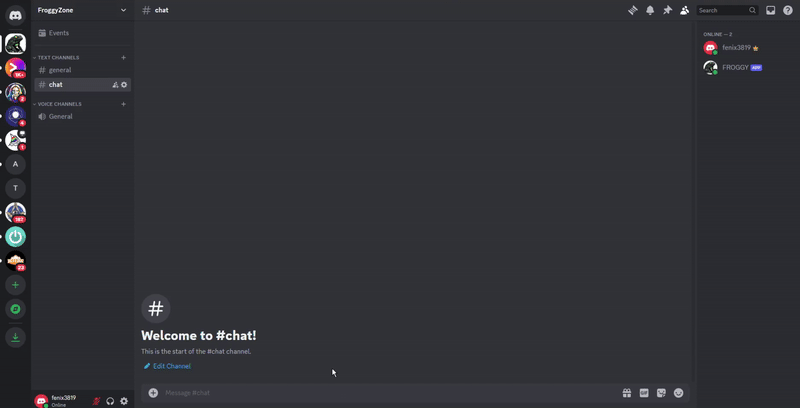 FroggyZone
# chat
Search
Events
TEXT CHANNELS
# general
# chat
VOICE CHANNELS
General
1K+
2
6
1
A
T
187
23
ONLINE — 2
fenix3819
FROGGY APP
#
Welcome to #chat!
This is the start of the #chat channel.
Edit Channel
Message #chat
GIF
fenix3819
Online